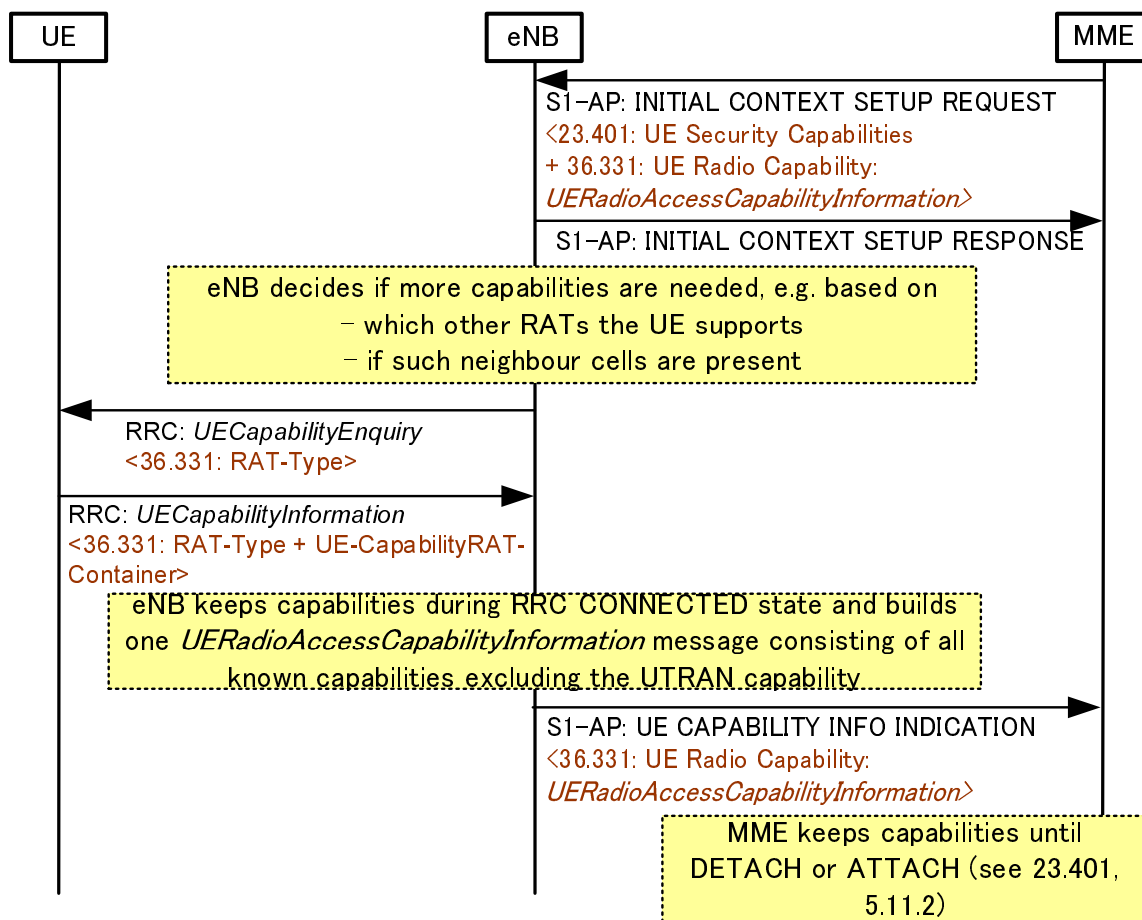 UE
eNB
MME
S1-AP: INITIAL CONTEXT SETUP REQUEST
<23.401: UE Security Capabilities
+ 36.331: UE Radio Capability:
UERadioAccessCapabilityInformation>
S1-AP: INITIAL CONTEXT SETUP RESPONSE
eNB decides if more capabilities are needed, e.g. based on
- which other RATs the UE supports
- if such neighbour cells are present
RRC: UECapabilityEnquiry
<36.331: RAT-Type>
RRC: UECapabilityInformation
<36.331: RAT-Type + UE-CapabilityRAT-
Container>
eNB keeps capabilities during RRC CONNECTED state and builds
one UERadioAccessCapabilityInformation message consisting of all
known capabilities excluding the UTRAN capability
S1-AP: UE CAPABILITY INFO INDICATION
<36.331: UE Radio Capability:
UERadioAccessCapabilityInformation>
MME keeps capabilities until
DETACH or ATTACH (see 23.401,
5.11.2)